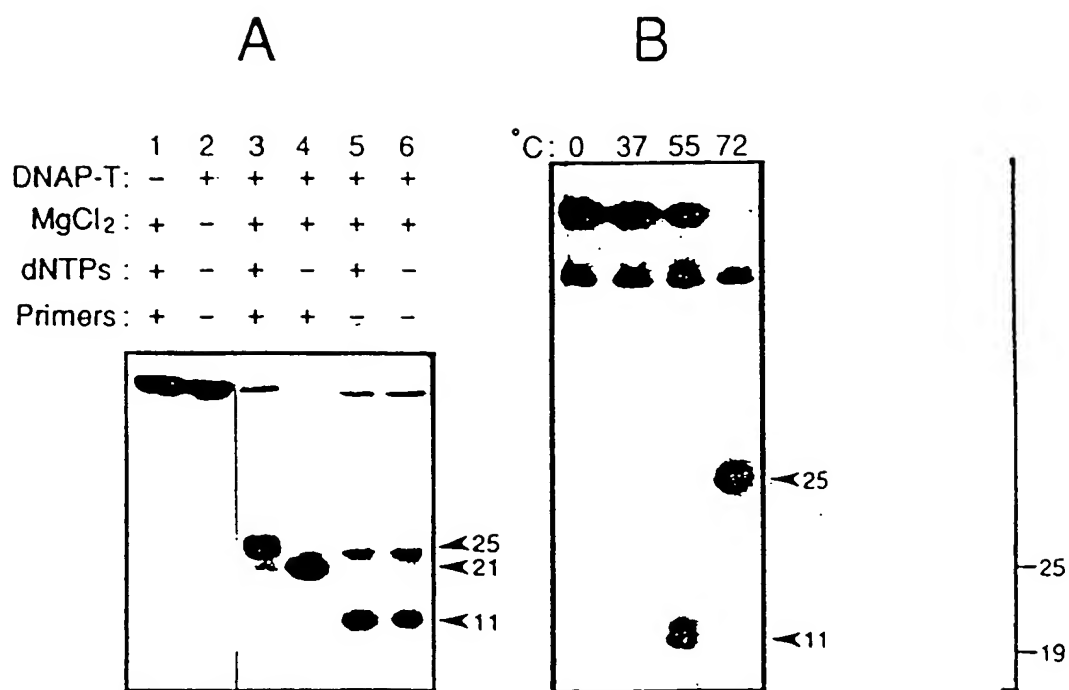 A
B
1 2 3 4 5 6
DNAP-T: - + + + + +
MgCl₂: + - + + + +
dNTPs : + - + - + -
Primers: + - + + - -
25
21
11
°C: 0 37 55 72
25
11
25
19